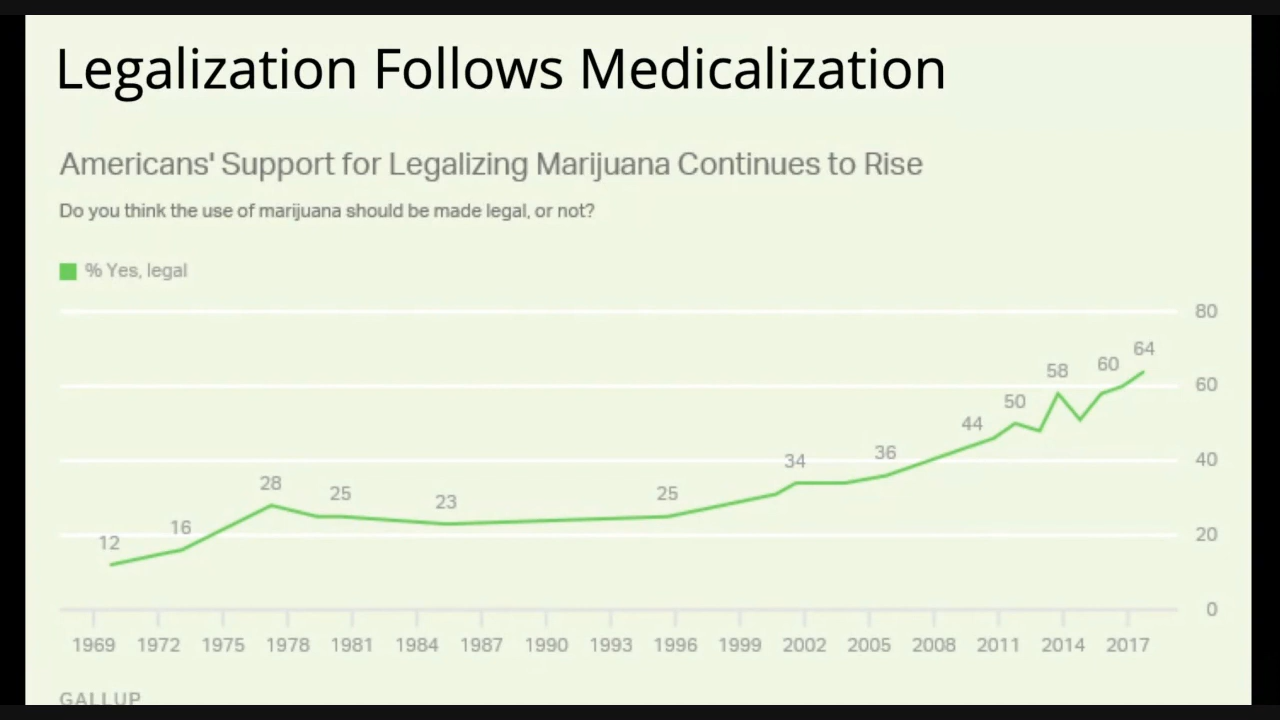 Legalization Follows Medicalization
Americans' Support for Legalizing Marijuana Continues to Rise
Do you think the use of marijuana should be made legal, or not?
% Yes, legal
80
64
58 60
60
50
44
40
34 36
28 25 23 25
20
12 16
0
1969 1972 1975 1978 1981 1984 1987 1990 1993 1996 1999 2002 2005 2008 2011 2014 2017
GALLUP